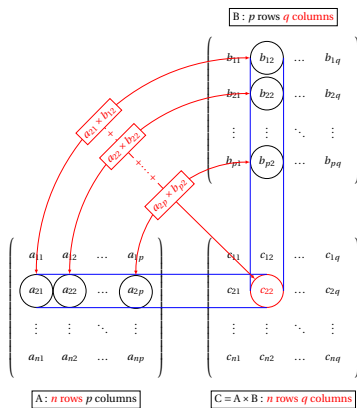 B : p rows q columns
b₁₁ b₁₂ … b₁q
b₂₁ b₂₂ … b₂q
⋮ ⋮ ⋱ ⋮
bp₁ bp₂ … bpq
a₂₁ × b₁₂
+ ⋯ +
a₂₂ × b₂₂
+ ⋯ +
a₂p × bp₂
a₁₁ a₁₂ … a₁p
a₂₁ a₂₂ … a₂p
⋮ ⋮ ⋱ ⋮
an₁ an₂ … anp
c₁₁ c₁₂ … c₁q
c₂₁ c₂₂ … c₂q
⋮ ⋮ ⋱ ⋮
cn₁ cn₂ … cnq
A : n rows p columns
C = A × B : n rows q columns